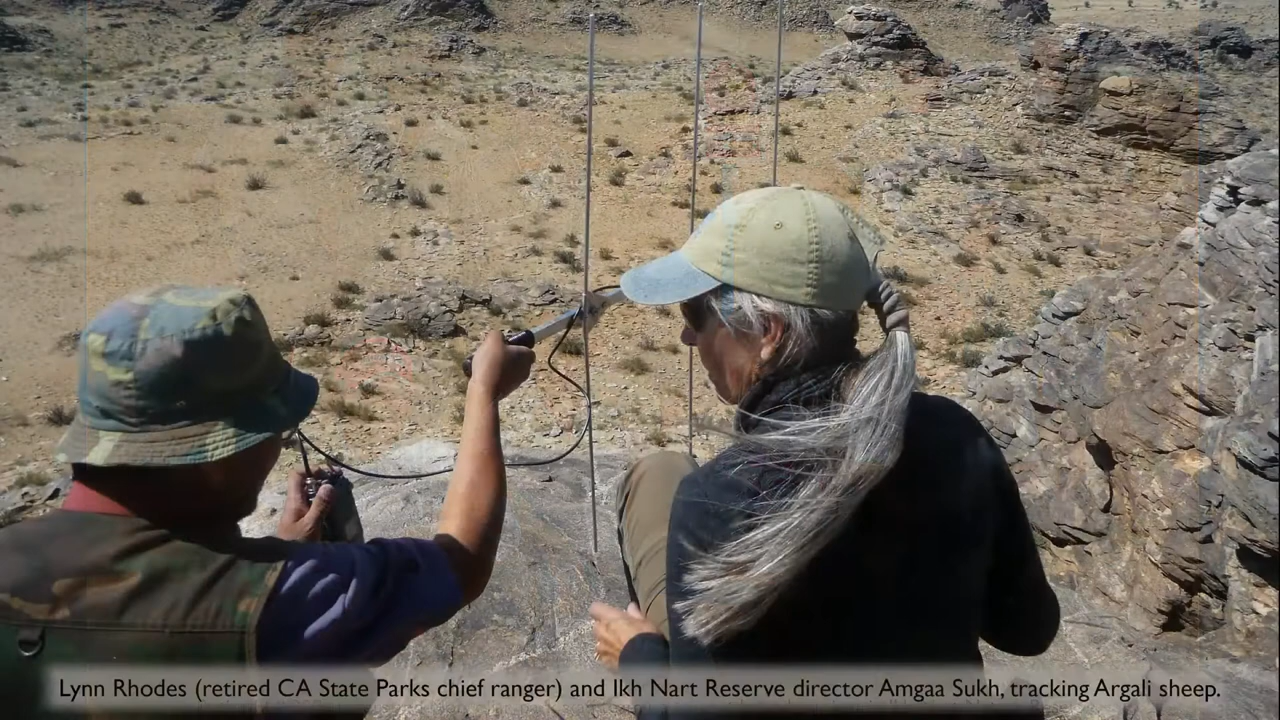 Lynn Rhodes (retired CA State Parks chief ranger) and Ikh Nart Reserve director Amgaa Sukh, tracking Argali sheep.